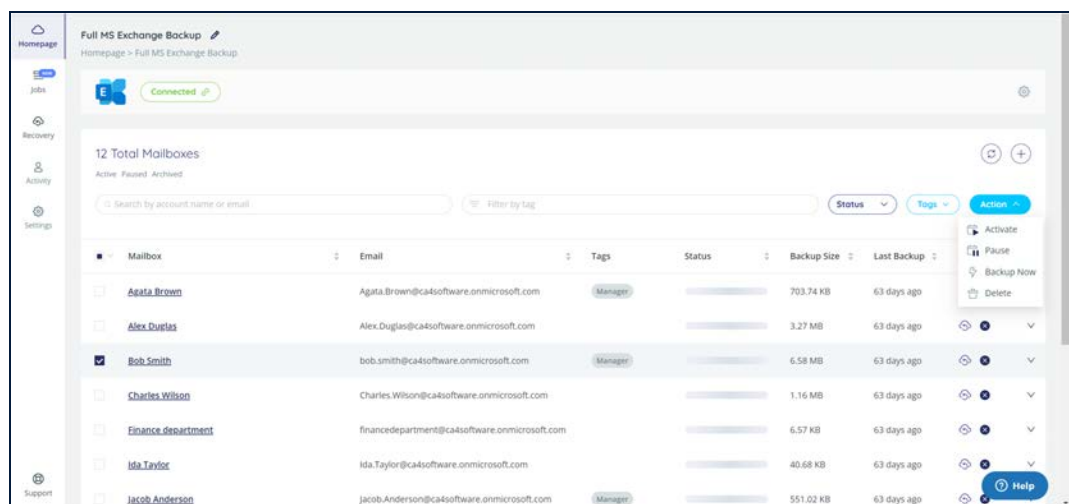 Homepage
Full MS Exchange Backup
Homepage > Full MS Exchange Backup
NEW
Jobs
E
Connected
Recovery
12 Total Mailboxes
Active Paused Archived
Activity
Search by account name or email
Filter by tag
Status
Tags
Action
Settings
Activate
Pause
Backup Now
Delete
Mailbox Email Tags Status Backup Size Last Backup
Agata Brown Agata.Brown@ca4software.onmicrosoft.com Manager 703.74 KB 63 days ago
Alex Duglas Alex.Duglas@ca4software.onmicrosoft.com 3.27 MB 63 days ago
Bob Smith bob.smith@ca4software.onmicrosoft.com Manager 6.58 MB 63 days ago
Charles Wilson Charles.Wilson@ca4software.onmicrosoft.com 1.16 MB 63 days ago
Finance department financedepartment@ca4software.onmicrosoft.com 6.57 KB 63 days ago
Ida Taylor Ida.Taylor@ca4software.onmicrosoft.com 40.68 KB 63 days ago
Jacob Anderson Jacob.Anderson@ca4software.onmicrosoft.com Manager 551.02 KB 63 days ago
Support
Help